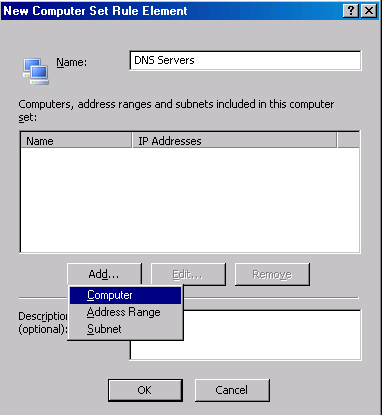 New Computer Set Rule Element
Name: DNS Servers
Computers, address ranges and subnets included in this computer
set:
Name IP Addresses
Add... Edit... Remove
Computer
Address Range
Subnet
Description
(optional):
OK Cancel